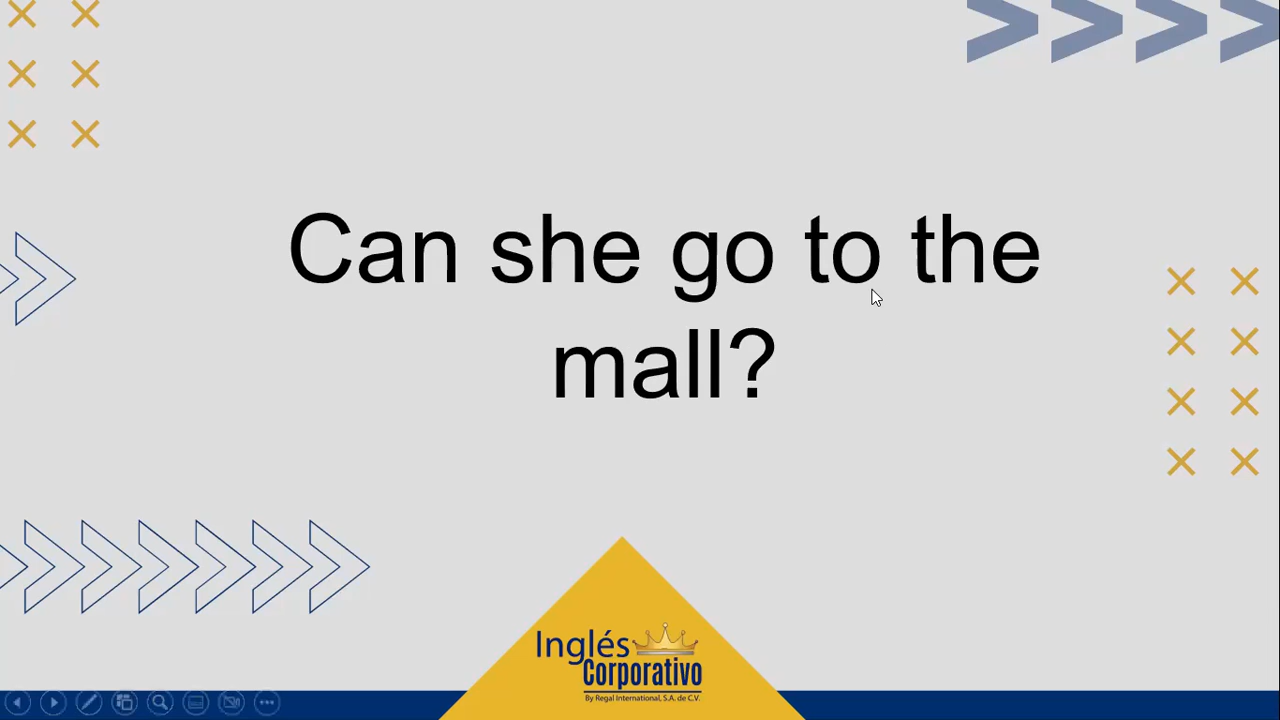 Can she go to the
mall?
Inglés
Corporativo
By Regal International, S.A. de C.V.